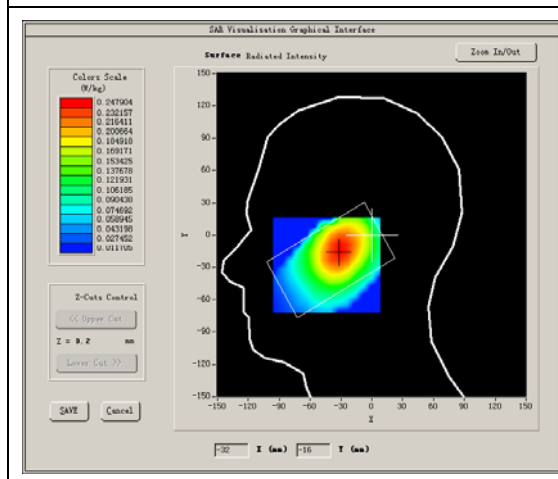 SAR Visualisation Graphical Interface
Surface Radiated Intensity
Zoom In/Out
Colors Scale
(W/kg)
0.247904
0.232157
0.216411
0.200664
0.184918
0.169171
0.153425
0.137678
0.121931
0.106185
0.090438
0.074692
0.058945
0.043198
0.027452
0.011705
150
90
60
30
0
-30
-60
-90
-120
-150
Y
-150 -120 -90 -60 -30 0 30 60 90 120 150
X
Z-Cuts Control
<< Upper Cut
Z = 0.2 mm
Lower Cut >>
SAVE
Cancel
-32 X (mm) -16 Y (mm)